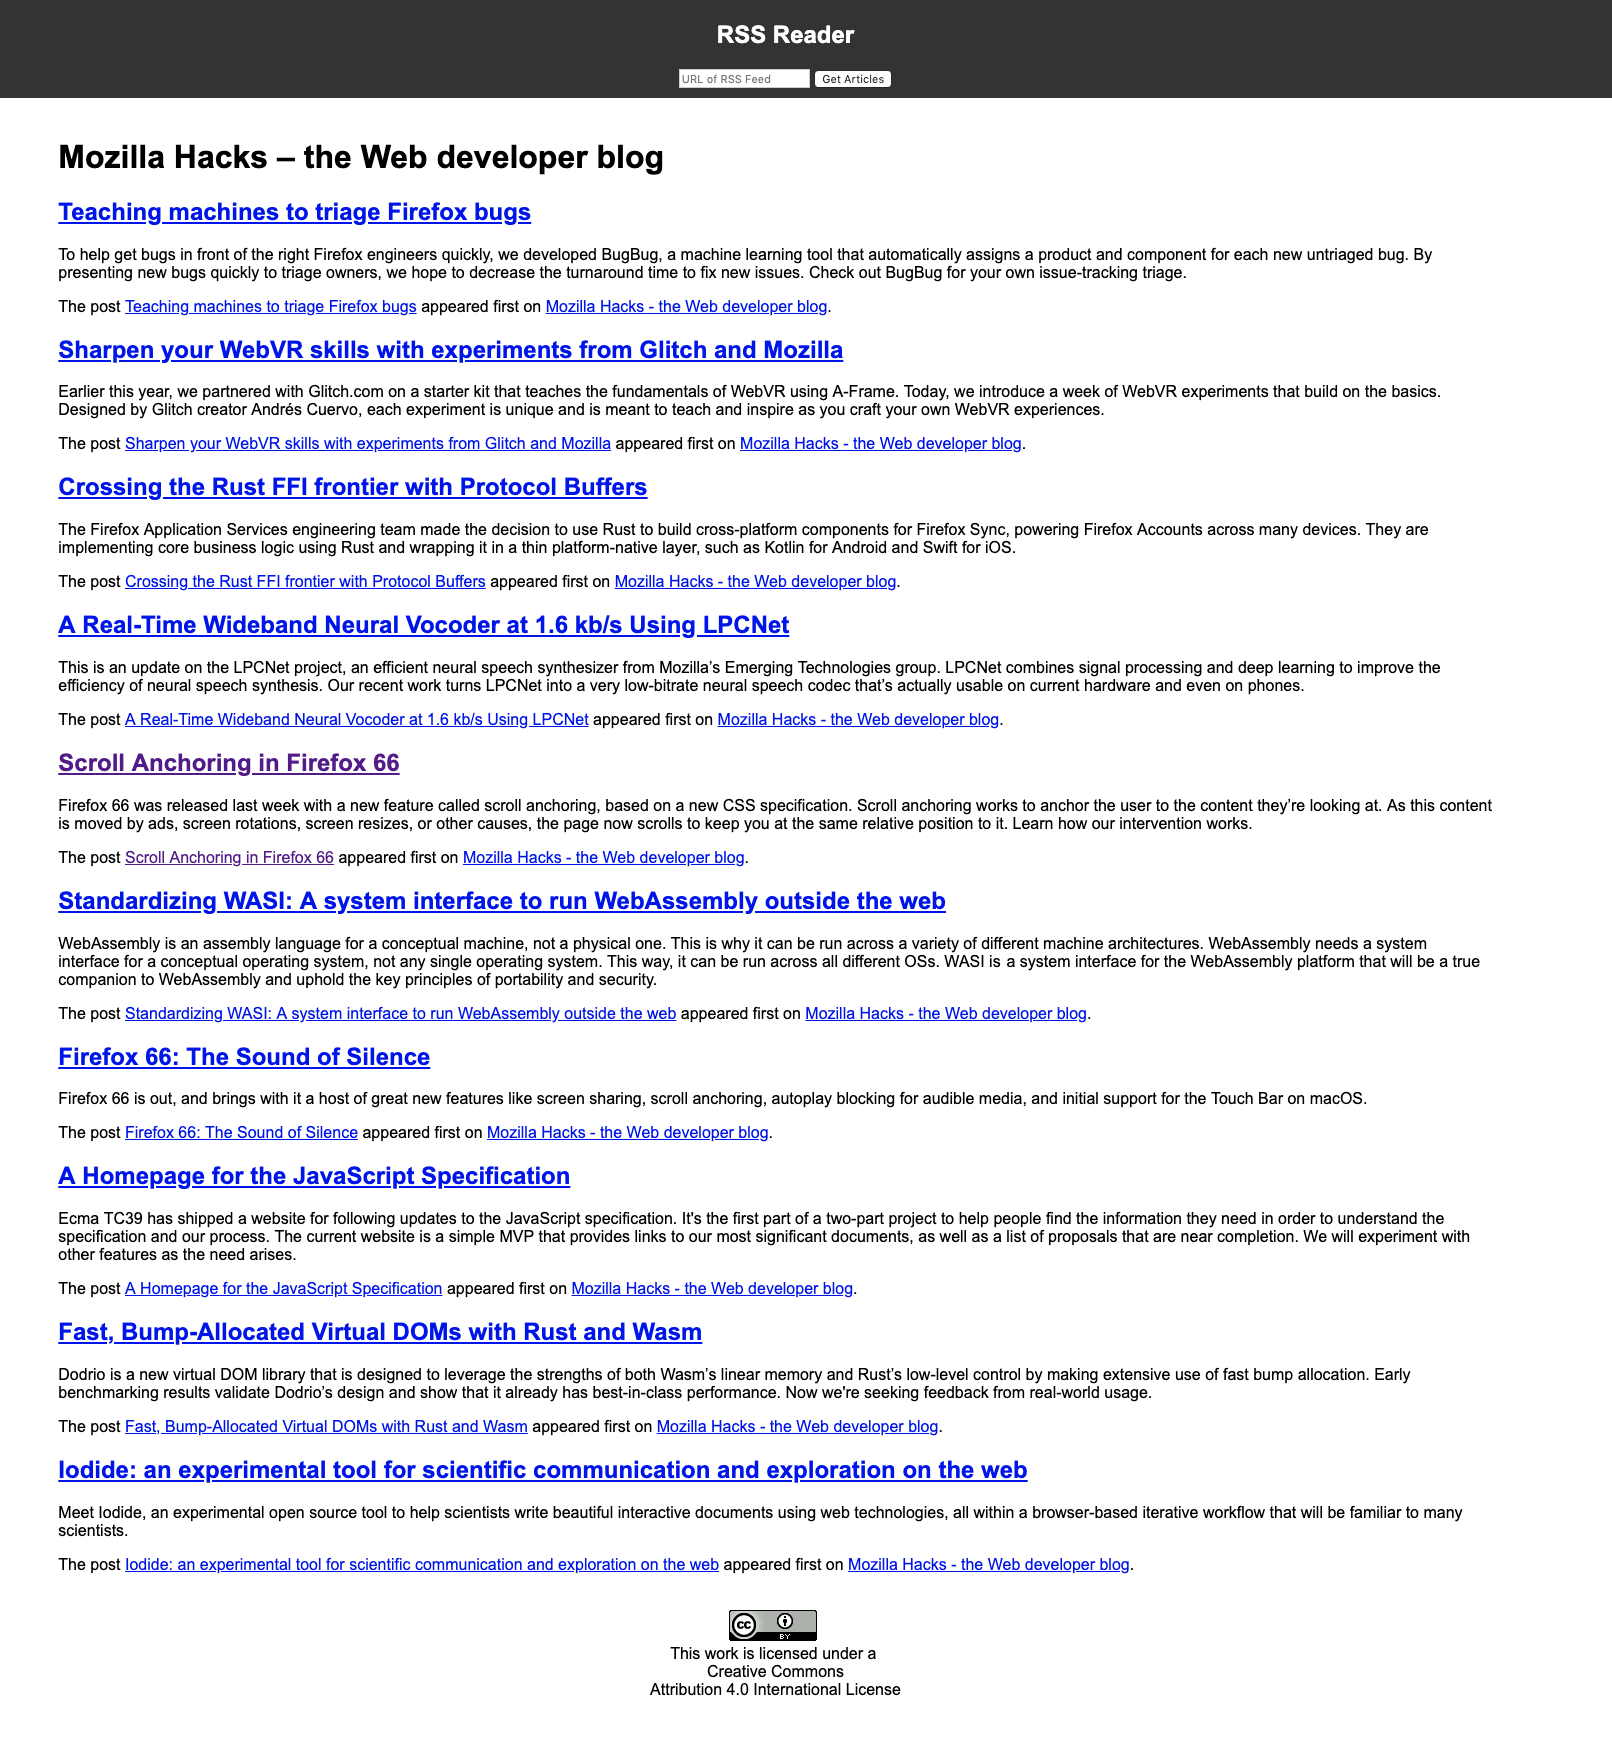 RSS Reader
URL of RSS Feed Get Articles
Mozilla Hacks – the Web developer blog
Teaching machines to triage Firefox bugs
To help get bugs in front of the right Firefox engineers quickly, we developed BugBug, a machine learning tool that automatically assigns a product and component for each new untriaged bug. By
presenting new bugs quickly to triage owners, we hope to decrease the turnaround time to fix new issues. Check out BugBug for your own issue-tracking triage.
The post Teaching machines to triage Firefox bugs appeared first on Mozilla Hacks - the Web developer blog.
Sharpen your WebVR skills with experiments from Glitch and Mozilla
Earlier this year, we partnered with Glitch.com on a starter kit that teaches the fundamentals of WebVR using A-Frame. Today, we introduce a week of WebVR experiments that build on the basics.
Designed by Glitch creator Andrés Cuervo, each experiment is unique and is meant to teach and inspire as you craft your own WebVR experiences.
The post Sharpen your WebVR skills with experiments from Glitch and Mozilla appeared first on Mozilla Hacks - the Web developer blog.
Crossing the Rust FFI frontier with Protocol Buffers
The Firefox Application Services engineering team made the decision to use Rust to build cross-platform components for Firefox Sync, powering Firefox Accounts across many devices. They are
implementing core business logic using Rust and wrapping it in a thin platform-native layer, such as Kotlin for Android and Swift for iOS.
The post Crossing the Rust FFI frontier with Protocol Buffers appeared first on Mozilla Hacks - the Web developer blog.
A Real-Time Wideband Neural Vocoder at 1.6 kb/s Using LPCNet
This is an update on the LPCNet project, an efficient neural speech synthesizer from Mozilla’s Emerging Technologies group. LPCNet combines signal processing and deep learning to improve the
efficiency of neural speech synthesis. Our recent work turns LPCNet into a very low-bitrate neural speech codec that’s actually usable on current hardware and even on phones.
The post A Real-Time Wideband Neural Vocoder at 1.6 kb/s Using LPCNet appeared first on Mozilla Hacks - the Web developer blog.
Scroll Anchoring in Firefox 66
Firefox 66 was released last week with a new feature called scroll anchoring, based on a new CSS specification. Scroll anchoring works to anchor the user to the content they’re looking at. As this content
is moved by ads, screen rotations, screen resizes, or other causes, the page now scrolls to keep you at the same relative position to it. Learn how our intervention works.
The post Scroll Anchoring in Firefox 66 appeared first on Mozilla Hacks - the Web developer blog.
Standardizing WASI: A system interface to run WebAssembly outside the web
WebAssembly is an assembly language for a conceptual machine, not a physical one. This is why it can be run across a variety of different machine architectures. WebAssembly needs a system
interface for a conceptual operating system, not any single operating system. This way, it can be run across all different OSs. WASI is a system interface for the WebAssembly platform that will be a true
companion to WebAssembly and uphold the key principles of portability and security.
The post Standardizing WASI: A system interface to run WebAssembly outside the web appeared first on Mozilla Hacks - the Web developer blog.
Firefox 66: The Sound of Silence
Firefox 66 is out, and brings with it a host of great new features like screen sharing, scroll anchoring, autoplay blocking for audible media, and initial support for the Touch Bar on macOS.
The post Firefox 66: The Sound of Silence appeared first on Mozilla Hacks - the Web developer blog.
A Homepage for the JavaScript Specification
Ecma TC39 has shipped a website for following updates to the JavaScript specification. It's the first part of a two-part project to help people find the information they need in order to understand the
specification and our process. The current website is a simple MVP that provides links to our most significant documents, as well as a list of proposals that are near completion. We will experiment with
other features as the need arises.
The post A Homepage for the JavaScript Specification appeared first on Mozilla Hacks - the Web developer blog.
Fast, Bump-Allocated Virtual DOMs with Rust and Wasm
Dodrio is a new virtual DOM library that is designed to leverage the strengths of both Wasm’s linear memory and Rust’s low-level control by making extensive use of fast bump allocation. Early
benchmarking results validate Dodrio’s design and show that it already has best-in-class performance. Now we're seeking feedback from real-world usage.
The post Fast, Bump-Allocated Virtual DOMs with Rust and Wasm appeared first on Mozilla Hacks - the Web developer blog.
Iodide: an experimental tool for scientific communication and exploration on the web
Meet Iodide, an experimental open source tool to help scientists write beautiful interactive documents using web technologies, all within a browser-based iterative workflow that will be familiar to many
scientists.
The post Iodide: an experimental tool for scientific communication and exploration on the web appeared first on Mozilla Hacks - the Web developer blog.
cc BY
This work is licensed under a
Creative Commons
Attribution 4.0 International License